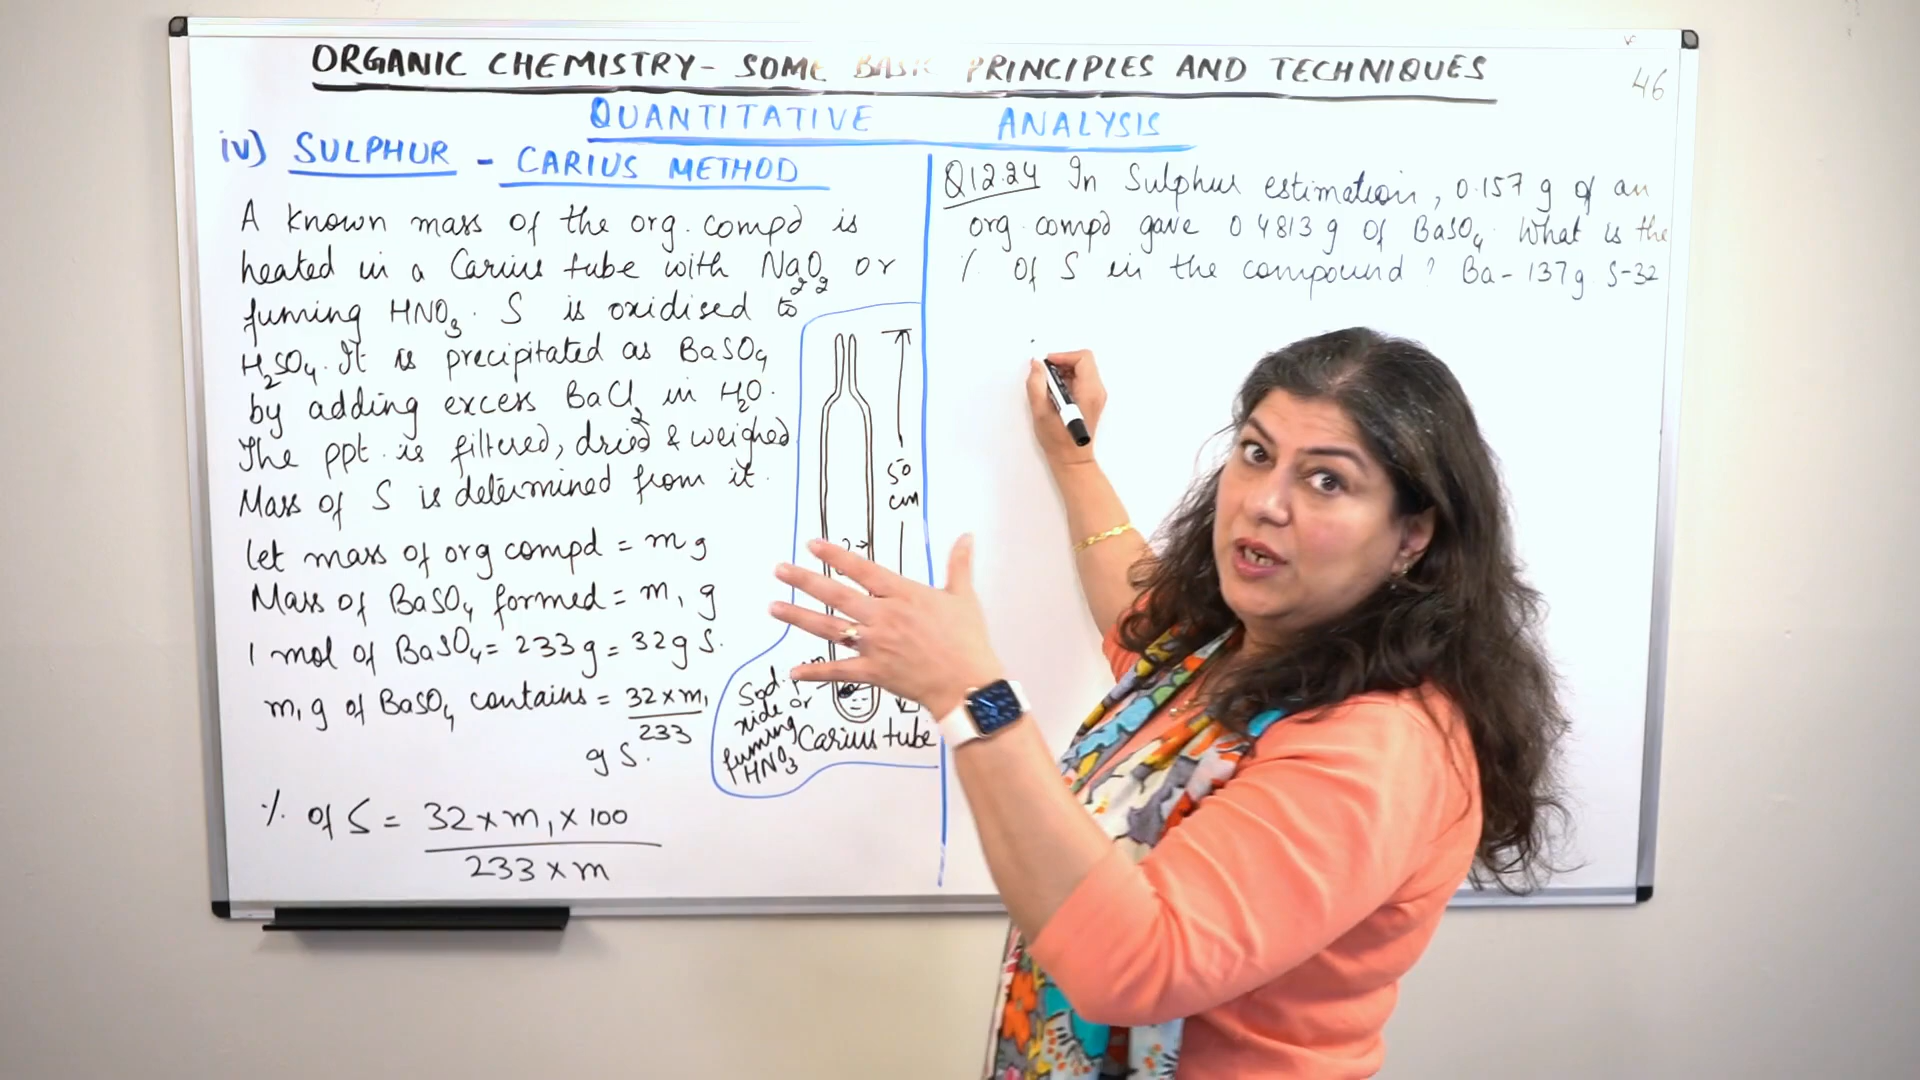 ORGANIC CHEMISTRY - SOME BASIC PRINCIPLES AND TECHNIQUES
46
QUANTITATIVE ANALYSIS
iv) SULPHUR - CARIUS METHOD
A known mass of the org. compd is
heated in a Carius tube with Na2O2 or
fuming HNO3. S is oxidised to
H2SO4. It is precipitated as BaSO4
by adding excess BaCl2 in H2O.
The ppt. is filtered, dried & weighed
Mass of S is determined from it.
let mass of org compd = m g
Mass of BaSO4 formed = m1 g
1 mol of BaSO4 = 233 g = 32g S.
m1 g of BaSO4 contains = 32 x m1
233
g S.
% of S = 32 x m1 x 100
233 x m
50
cm
2
Sod.
xide or
fuming
HNO3
Carius tube
Q12.24 In Sulphur estimation, 0.157 g of an
org. compd gave 0.4813 g of BaSO4. What is the
% of S in the compound? Ba - 137g S-32